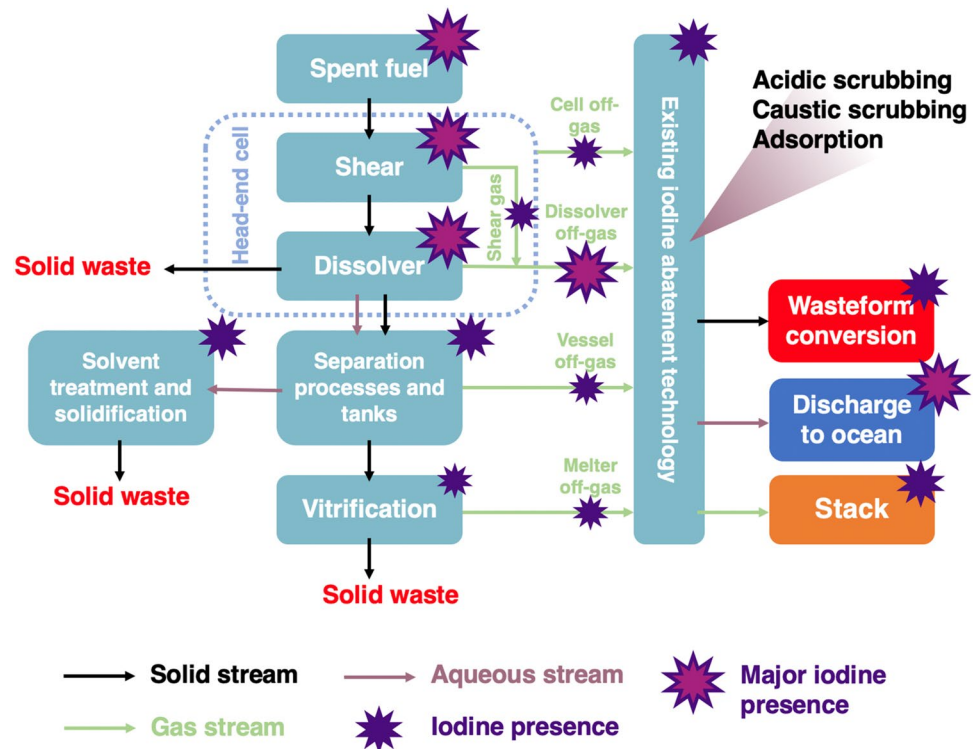 Spent fuel
Head-end cell
Shear
Dissolver
Shear gas
Cell off-
gas
Dissolver
off-gas
Solid waste
Solvent
treatment and
solidification
Separation
processes and
tanks
Vessel
off-gas
Solid waste
Vitrification
Melter
off-gas
Solid waste
Existing iodine abatement technology
Acidic scrubbing
Caustic scrubbing
Adsorption
Wasteform
conversion
Discharge
to ocean
Stack
Solid stream
Aqueous stream
Major iodine
presence
Gas stream
Iodine presence